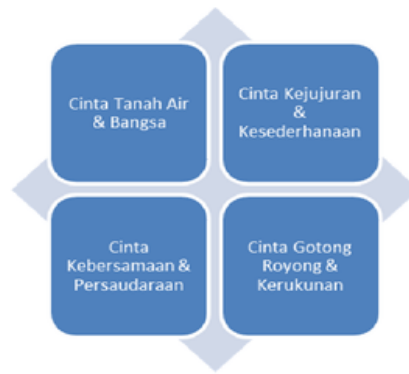 Cinta Tanah Air
& Bangsa
Cinta Kejujuran
&
Kesederhanaan
Cinta
Kebersamaan &
Persaudaraan
Cinta Gotong
Royong &
Kerukunan